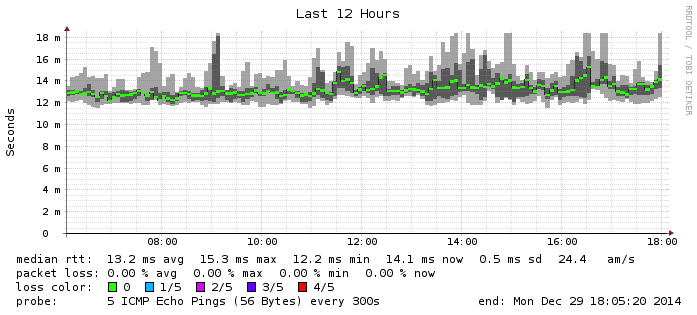 Last 12 Hours
RRDTOOL / TOBI OETIKER
Seconds
18 m
16 m
14 m
12 m
10 m
8 m
6 m
4 m
2 m
0
08:00 10:00 12:00 14:00 16:00 18:00
median rtt: 13.2 ms avg 15.3 ms max 12.2 ms min 14.1 ms now 0.5 ms sd 24.4 am/s
packet loss: 0.00 % avg 0.00 % max 0.00 % min 0.00 % now
loss color: 0 1/5 2/5 3/5 4/5
probe: 5 ICMP Echo Pings (56 Bytes) every 300s end: Mon Dec 29 18:05:20 2014